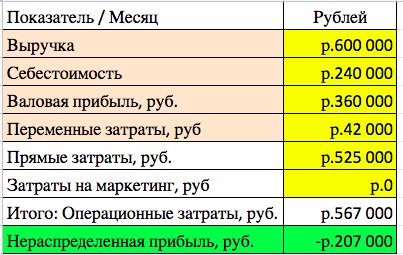 Показатель / Месяц Рублей
Выручка р.600 000
Себестоимость р.240 000
Валовая прибыль, руб. р.360 000
Переменные затраты, руб р.42 000
Прямые затраты, руб. р.525 000
Затраты на маркетинг, руб р.0
Итого: Операционные затраты, руб. р.567 000
Нераспределенная прибыль, руб. -р.207 000